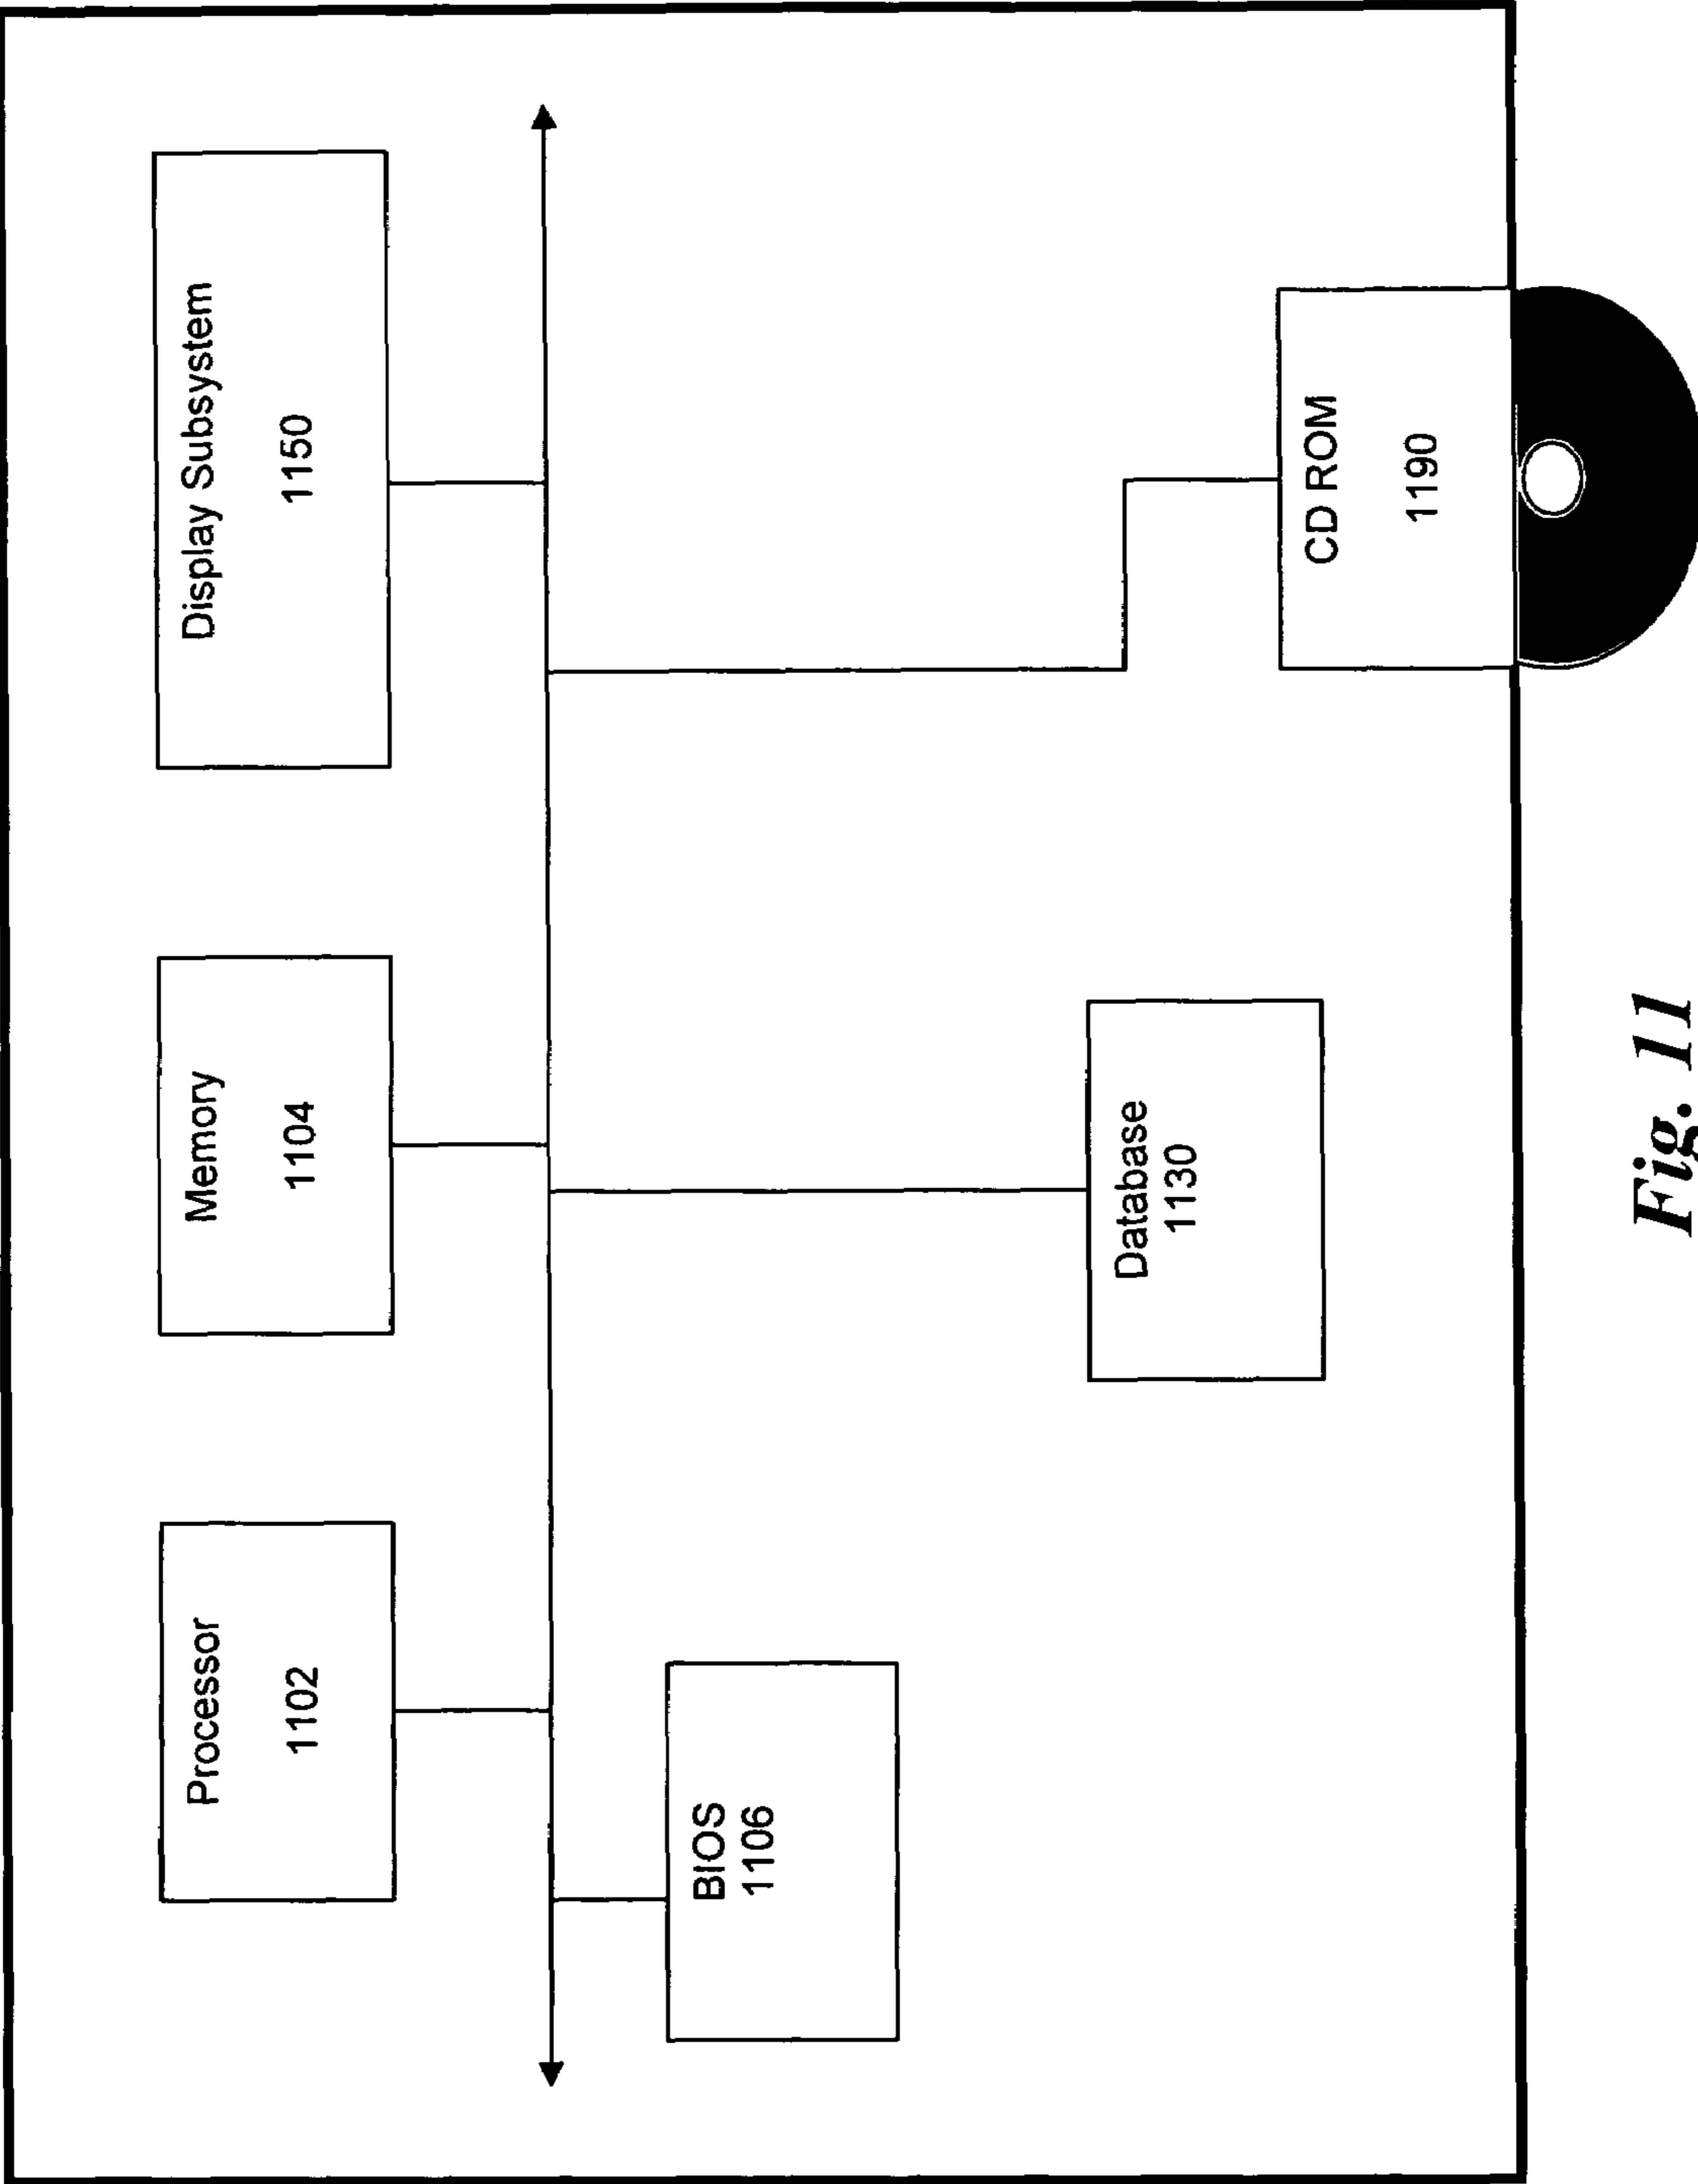 Processor
1102
Memory
1104
Display Subsystem
1150
BIOS
1106
Database
1130
CD ROM
1190
Fig. 11